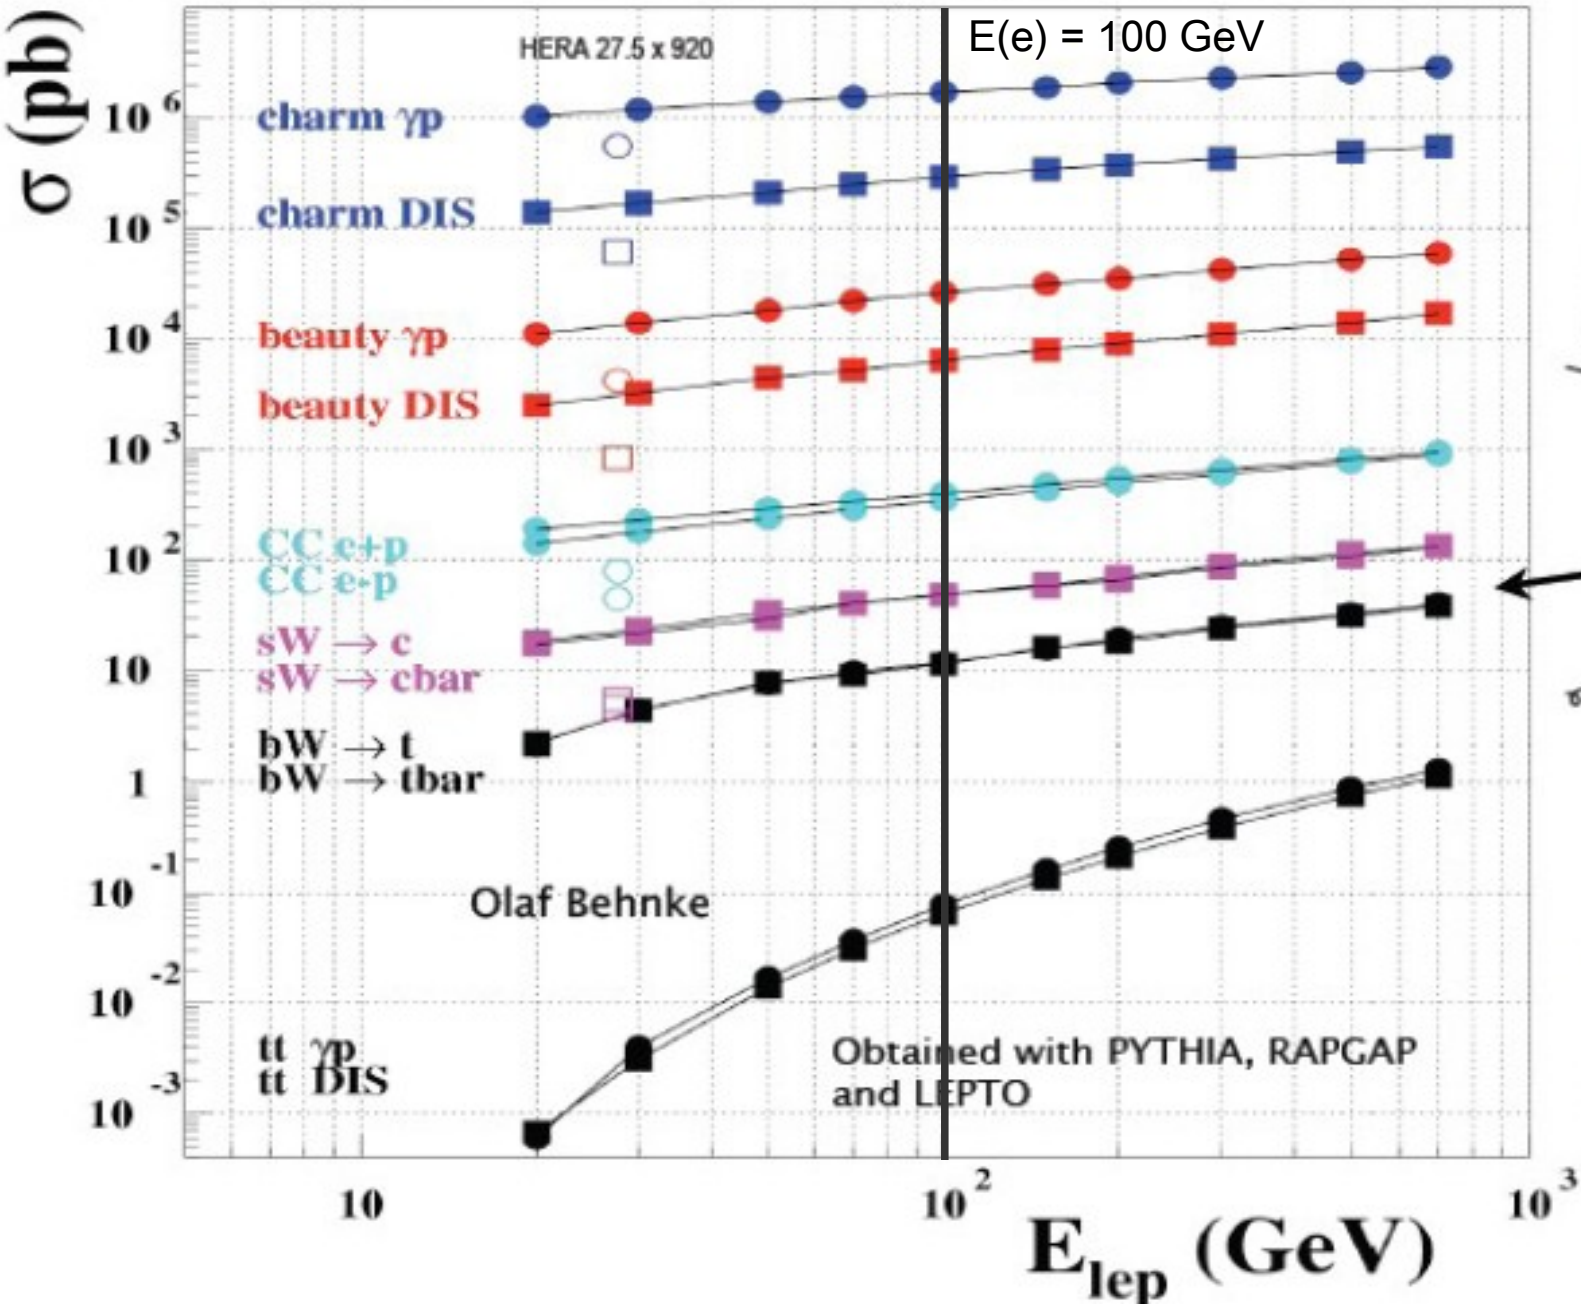 HERA 27.5 x 920
E(e) = 100 GeV
σ (pb)
10 6
charm γp
charm DIS
10 5
10 4
beauty γp
beauty DIS
10 3
CC e+p
10 2
CC e-p
sW → c
10
sW → cbar
bW → t
1
bW → tbar
10 -1
Olaf Behnke
10 -2
tt γp
tt DIS
Obtained with PYTHIA, RAPGAP
and LEPTO
10 -3
10
10 2
10 3
E lep (GeV)